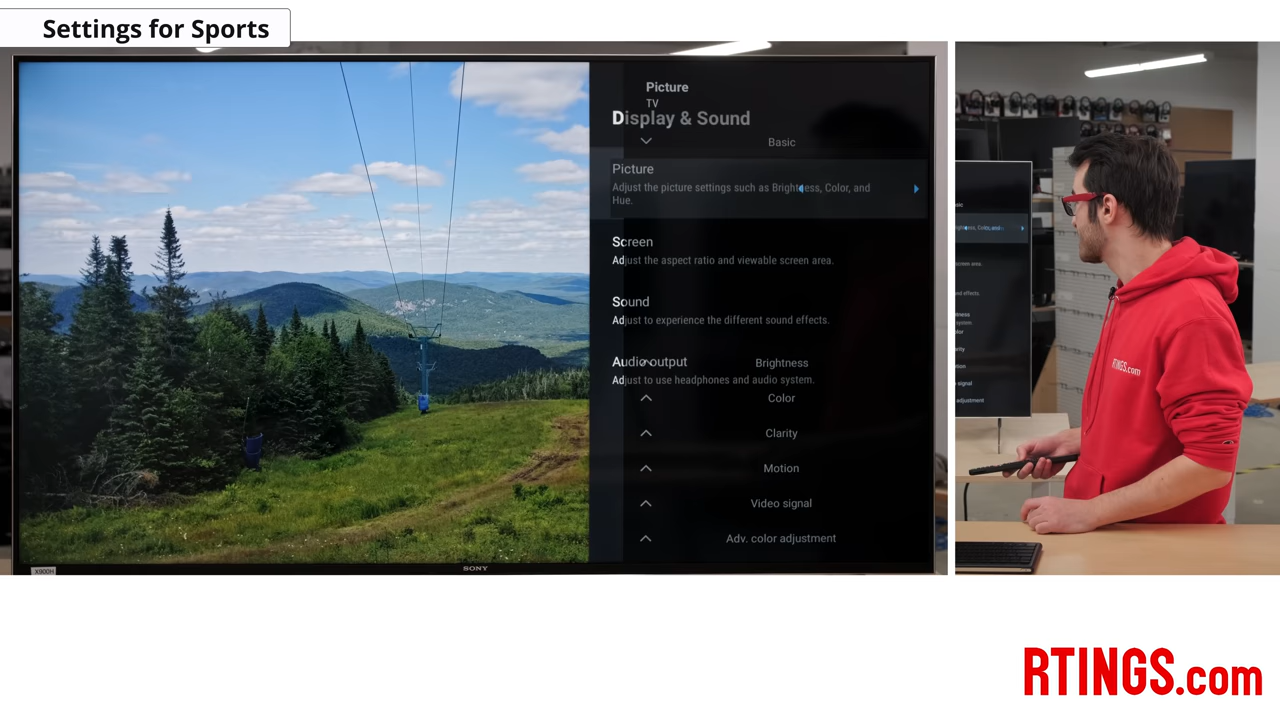 Settings for Sports
Picture
TV
Display & Sound
Basic
Picture
Adjust the picture settings such as Brightness, Color, and
Hue.
Screen
Adjust the aspect ratio and viewable screen area.
Sound
Adjust to experience the different sound effects.
Audio output
Brightness
Adjust to use headphones and audio system.
Color
Clarity
Motion
Video signal
Adv. color adjustment
X900H
SONY
RTINGS.com
adjustment
RTINGS.com